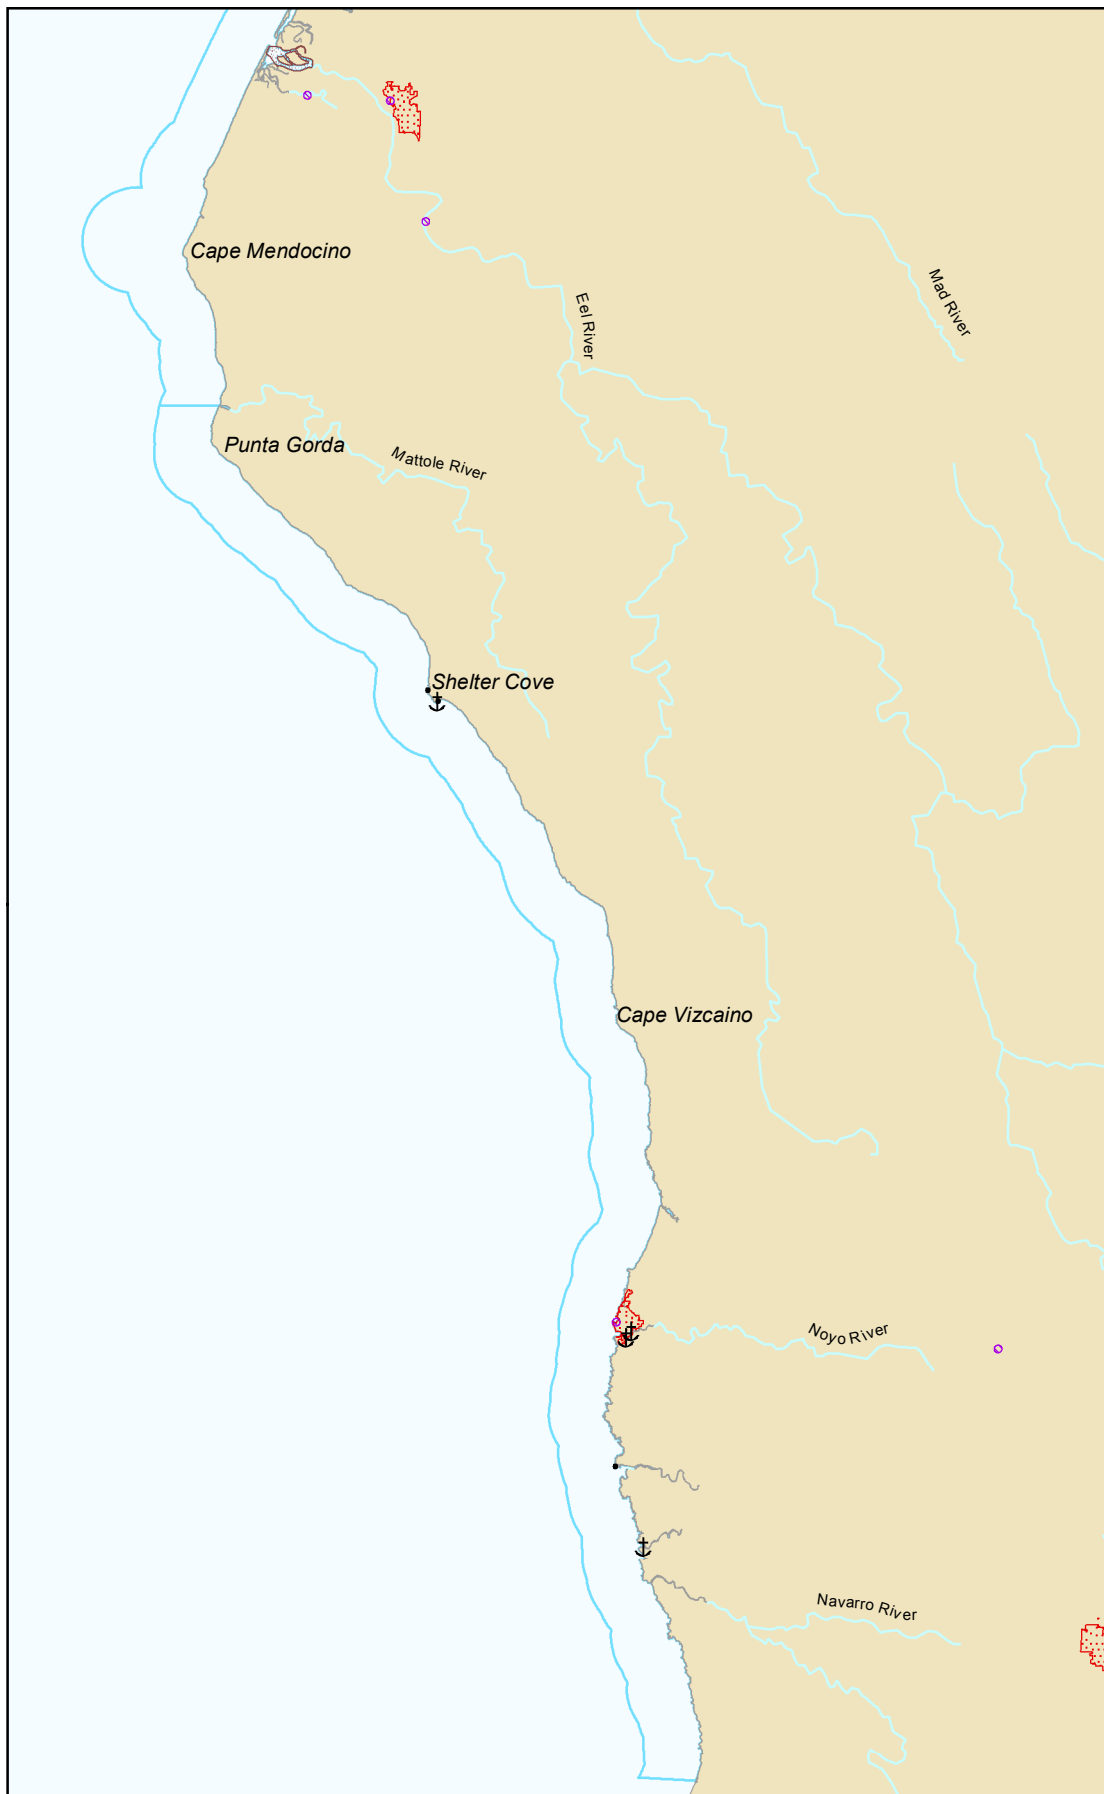 Cape Mendocino
Mad River
Eel River
Punta Gorda
Mattole River
Shelter Cove
Cape Vizcaino
Noyo River
Navarro River